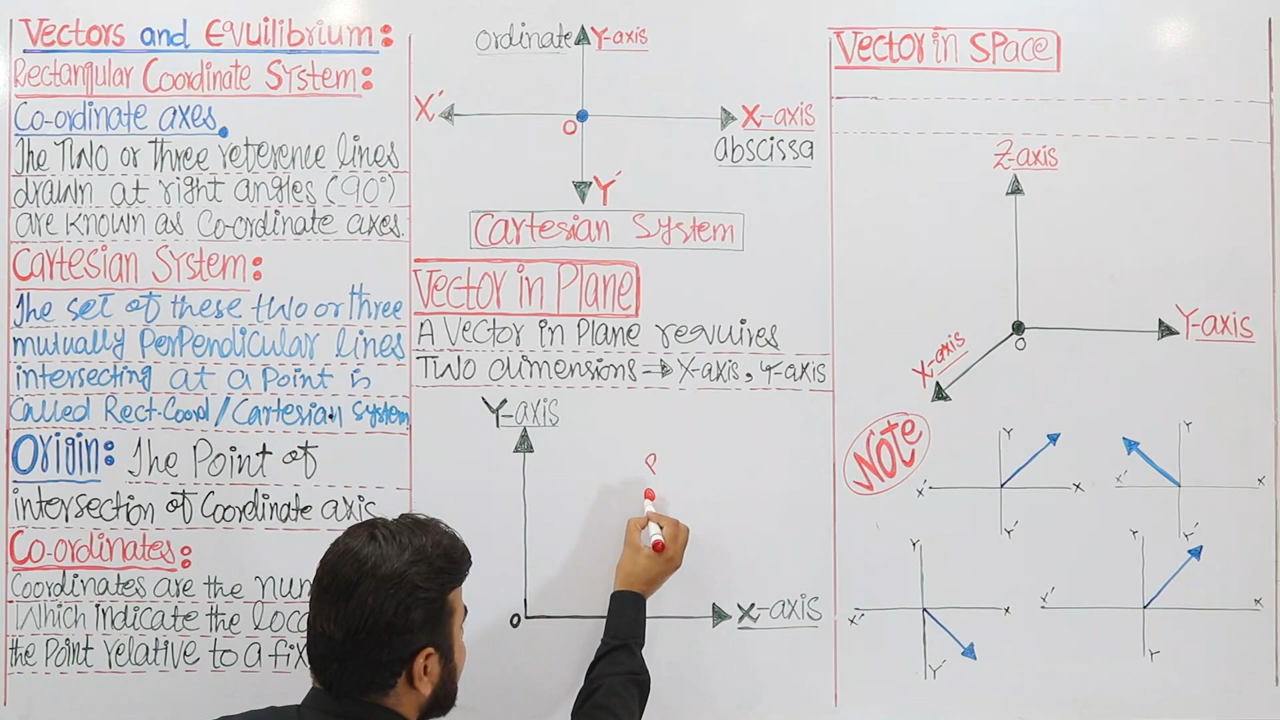 Vectors and Equilibrium:
Rectangular Coordinate System:
Co-ordinate axes.
The Two or three reference lines
drawn at right angles (90°)
are known as Co-ordinate axes.
Cartesian System:
The set of these two or three
mutually Perpendicular lines
intersecting at a Point is
Called Rect-Coord/Cartesian system
Origin: The Point of
intersection of Coordinate axis
Co-ordinates:
Coordinates are the num
Which indicate the loca
the Point relative to a fix
ordinate Y-axis
X' O X-axis
abscissa
Y'
Cartesian System
Vector in Plane
A Vector in Plane requires
Two dimensions ⇒ X-axis, Y-axis
Y-axis
P
O X-axis
Vector in Space
Z-axis
Y-axis
X-axis
O
NOTE
Y
X' X
Y'
Y
X' X
Y'
Y
X' X
Y'
Y
X' X
Y